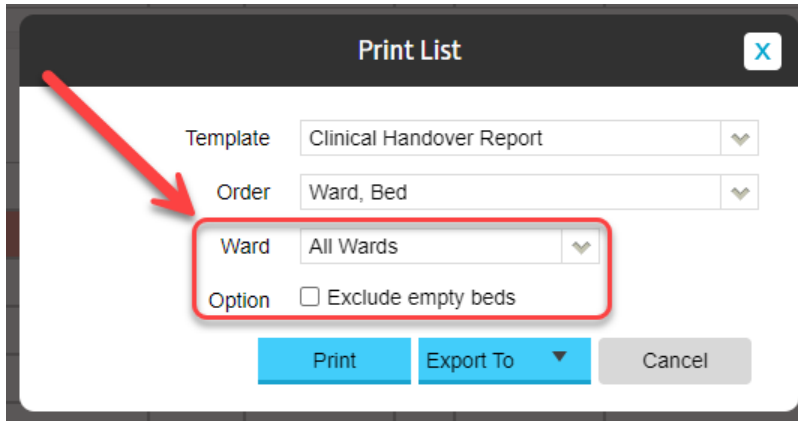 Print List
X
Template Clinical Handover Report
Order Ward, Bed
Ward All Wards
Option Exclude empty beds
Print Export To Cancel